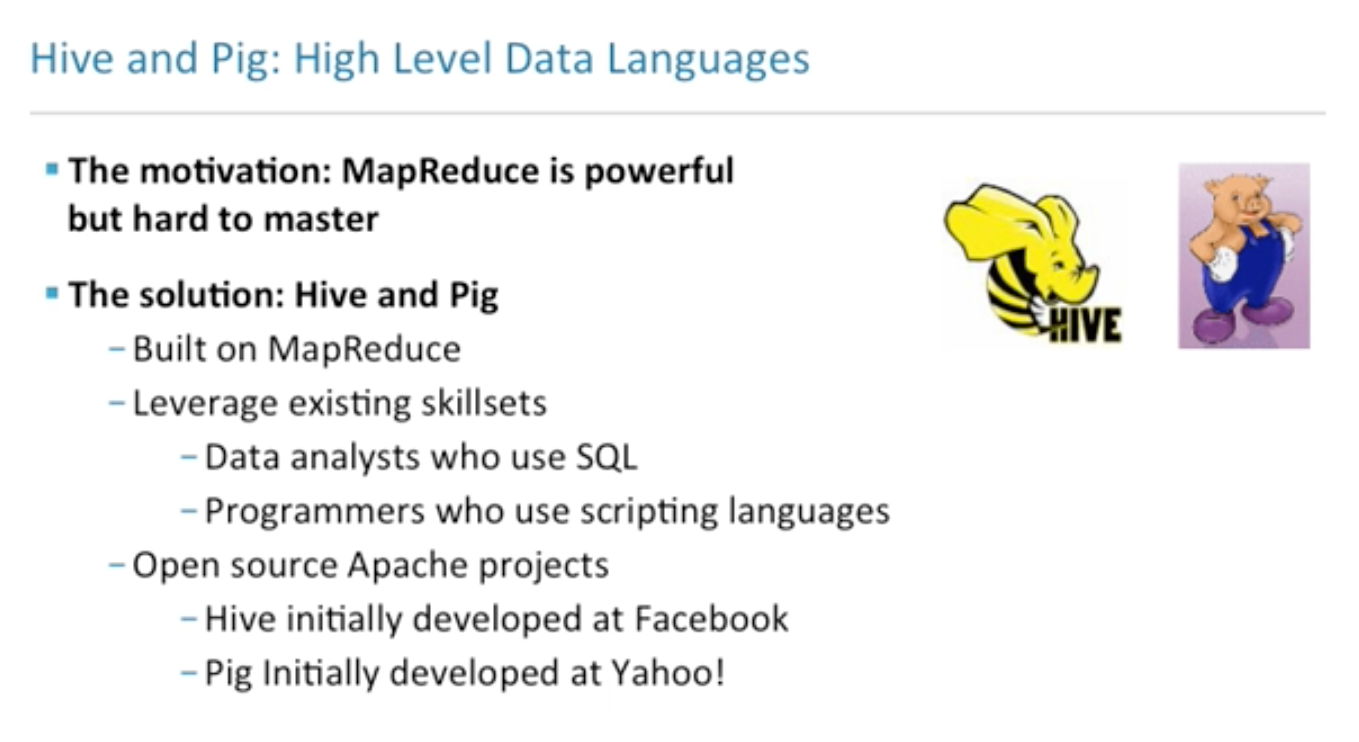 Hive and Pig: High Level Data Languages
▪ The motivation: MapReduce is powerful
but hard to master
▪ The solution: Hive and Pig
– Built on MapReduce
– Leverage existing skillsets
– Data analysts who use SQL
– Programmers who use scripting languages
– Open source Apache projects
– Hive initially developed at Facebook
– Pig Initially developed at Yahoo!
HIVE